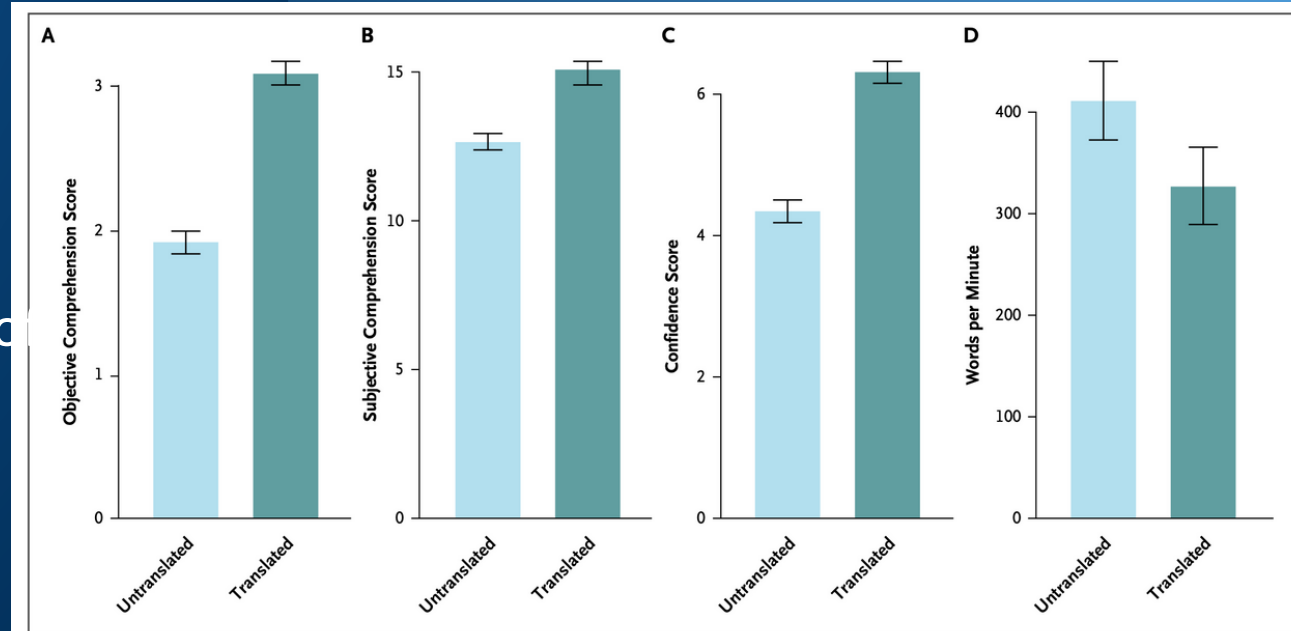 A
Objective Comprehension Score
3
2
1
0
Untranslated
Translated
B
Subjective Comprehension Score
15
10
5
0
Untranslated
Translated
C
Confidence Score
6
4
2
0
Untranslated
Translated
D
Words per Minute
400
300
200
100
0
Untranslated
Translated